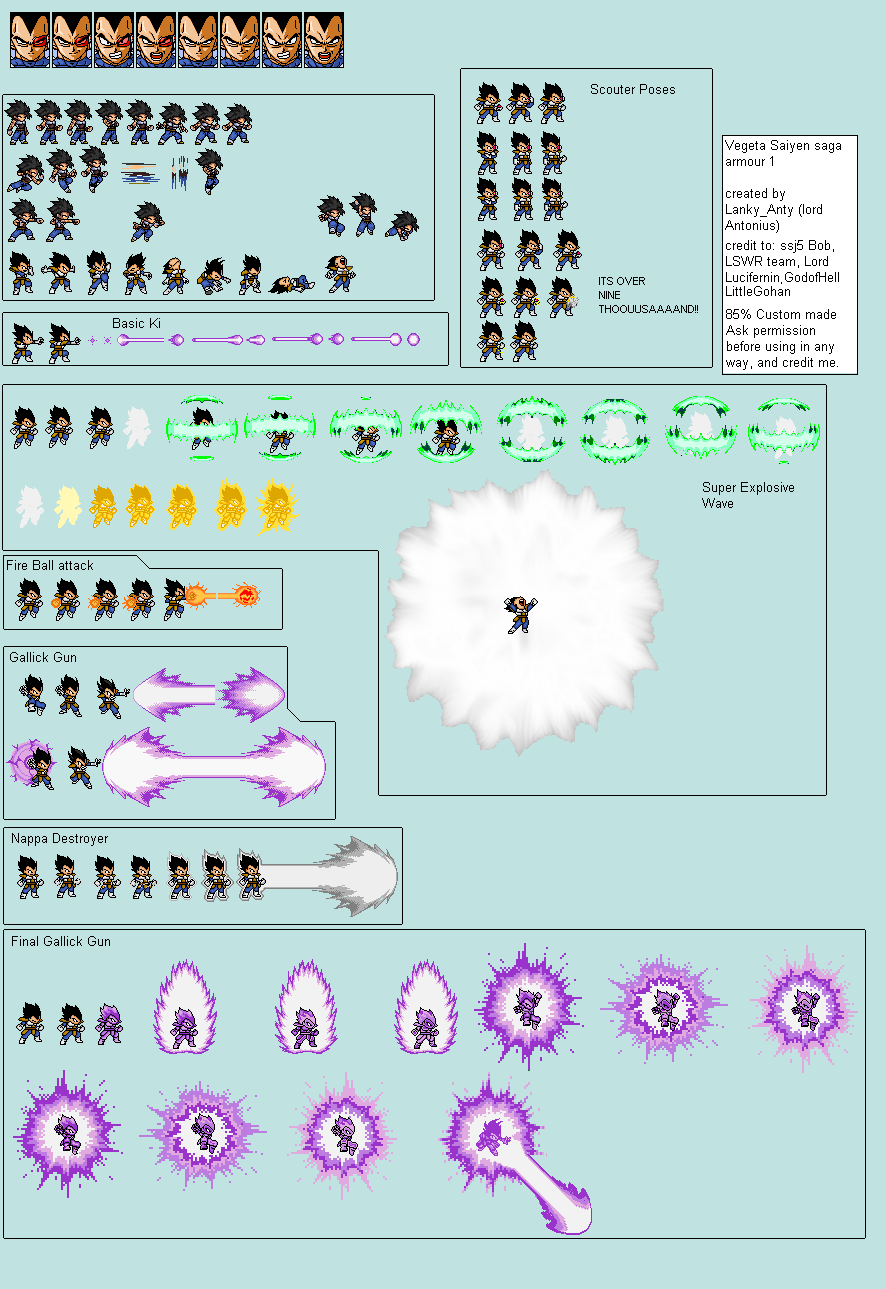 Scouter Poses
Vegeta Saiyen saga
armour 1
created by
Lanky_Anty (lord
Antonius)
credit to: ssj5 Bob,
LSWR team, Lord
Lucifernin,GodofHell
LittleGohan
85% Custom made
Ask permission
before using in any
way, and credit me.
ITS OVER
NINE
THOOUUSAAAAND!!
Basic Ki
Super Explosive
Wave
Fire Ball attack
Gallick Gun
Nappa Destroyer
Final Gallick Gun